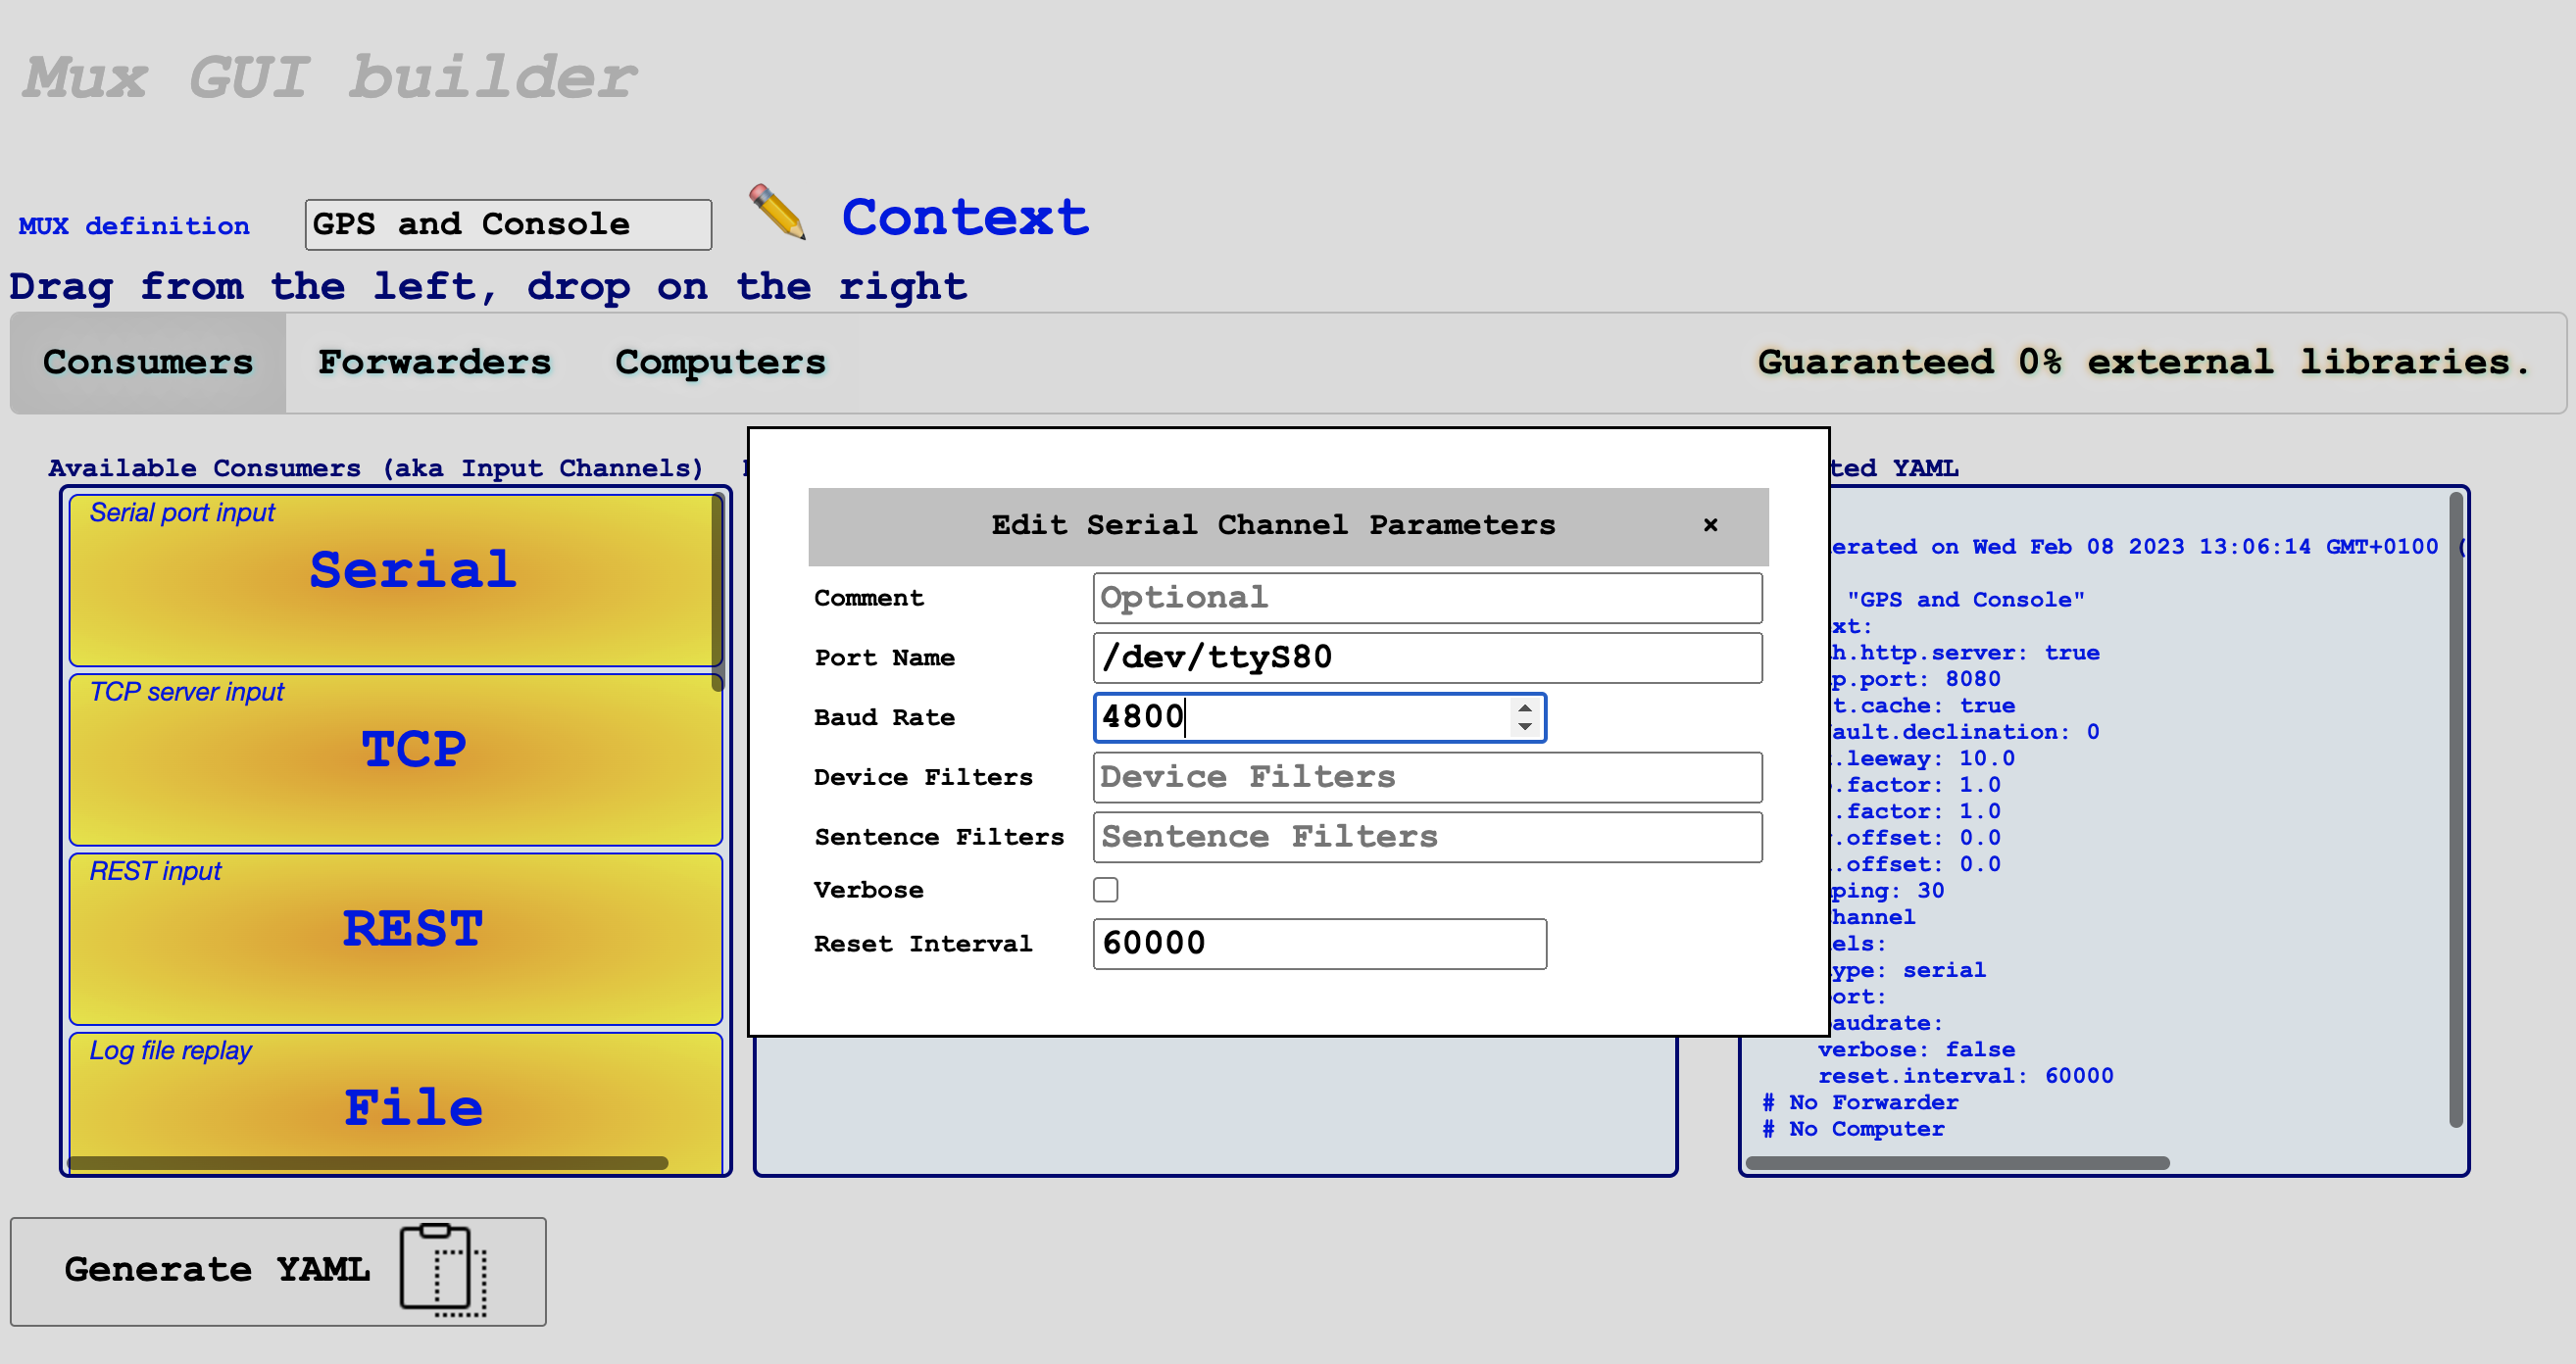 Mux GUI builder
MUX definition GPS and Console Context
Drag from the left, drop on the right
Consumers Forwarders Computers Guaranteed 0% external libraries.
Available Consumers (aka Input Channels)
Serial port input
Serial
TCP server input
TCP
REST input
REST
Log file replay
File
Edit Serial Channel Parameters ×
Comment Optional
Port Name /dev/ttyS80
Baud Rate 4800
Device Filters Device Filters
Sentence Filters Sentence Filters
Verbose
Reset Interval 60000
ted YAML
erated on Wed Feb 08 2023 13:06:14 GMT+0100 (
"GPS and Console"
xt:
h.http.server: true
p.port: 8080
t.cache: true
ault.declination: 0
.leeway: 10.0
.factor: 1.0
.factor: 1.0
.offset: 0.0
.offset: 0.0
ping: 30
hannel
els:
ype: serial
ort:
audrate:
verbose: false
reset.interval: 60000
# No Forwarder
# No Computer
Generate YAML